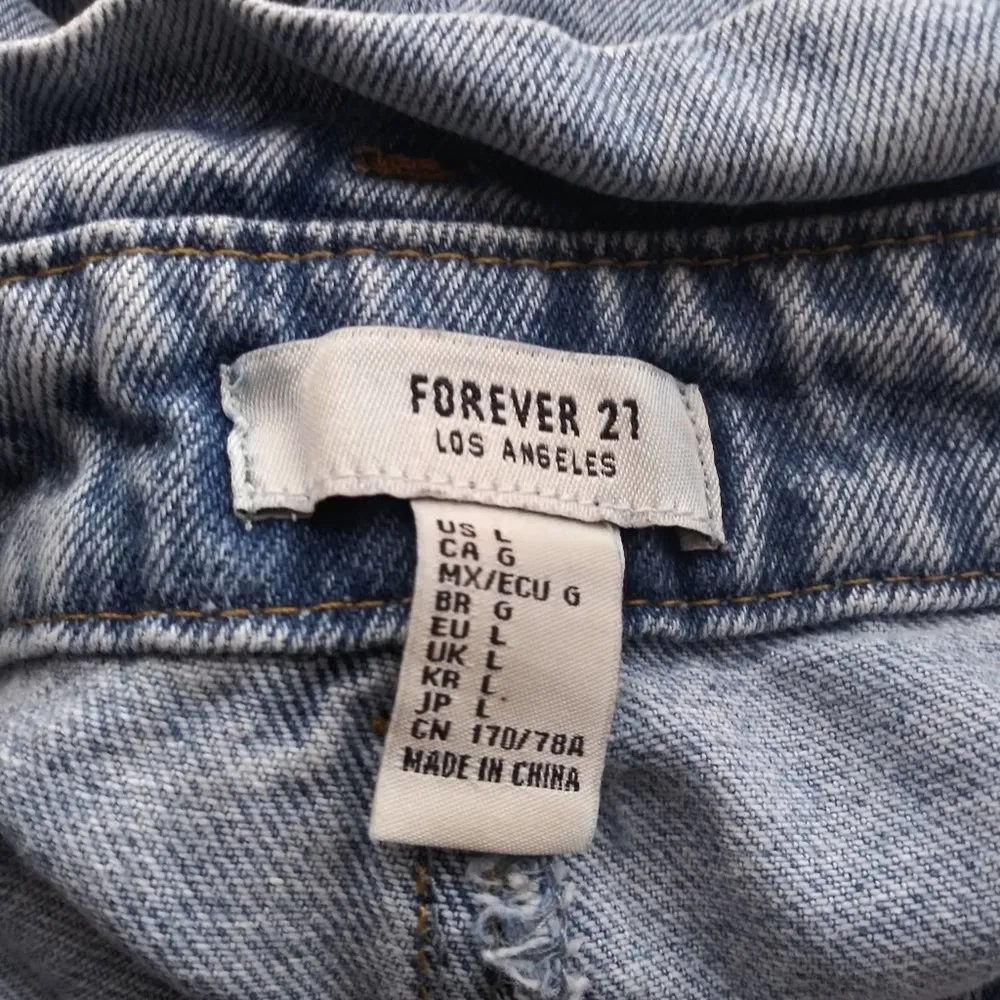 FOREVER 21
LOS ANGELES
US L
CA G
MX/ECU G
BR G
EU L
UK L
KR L
JP L
CN 170/78A
MADE IN CHINA